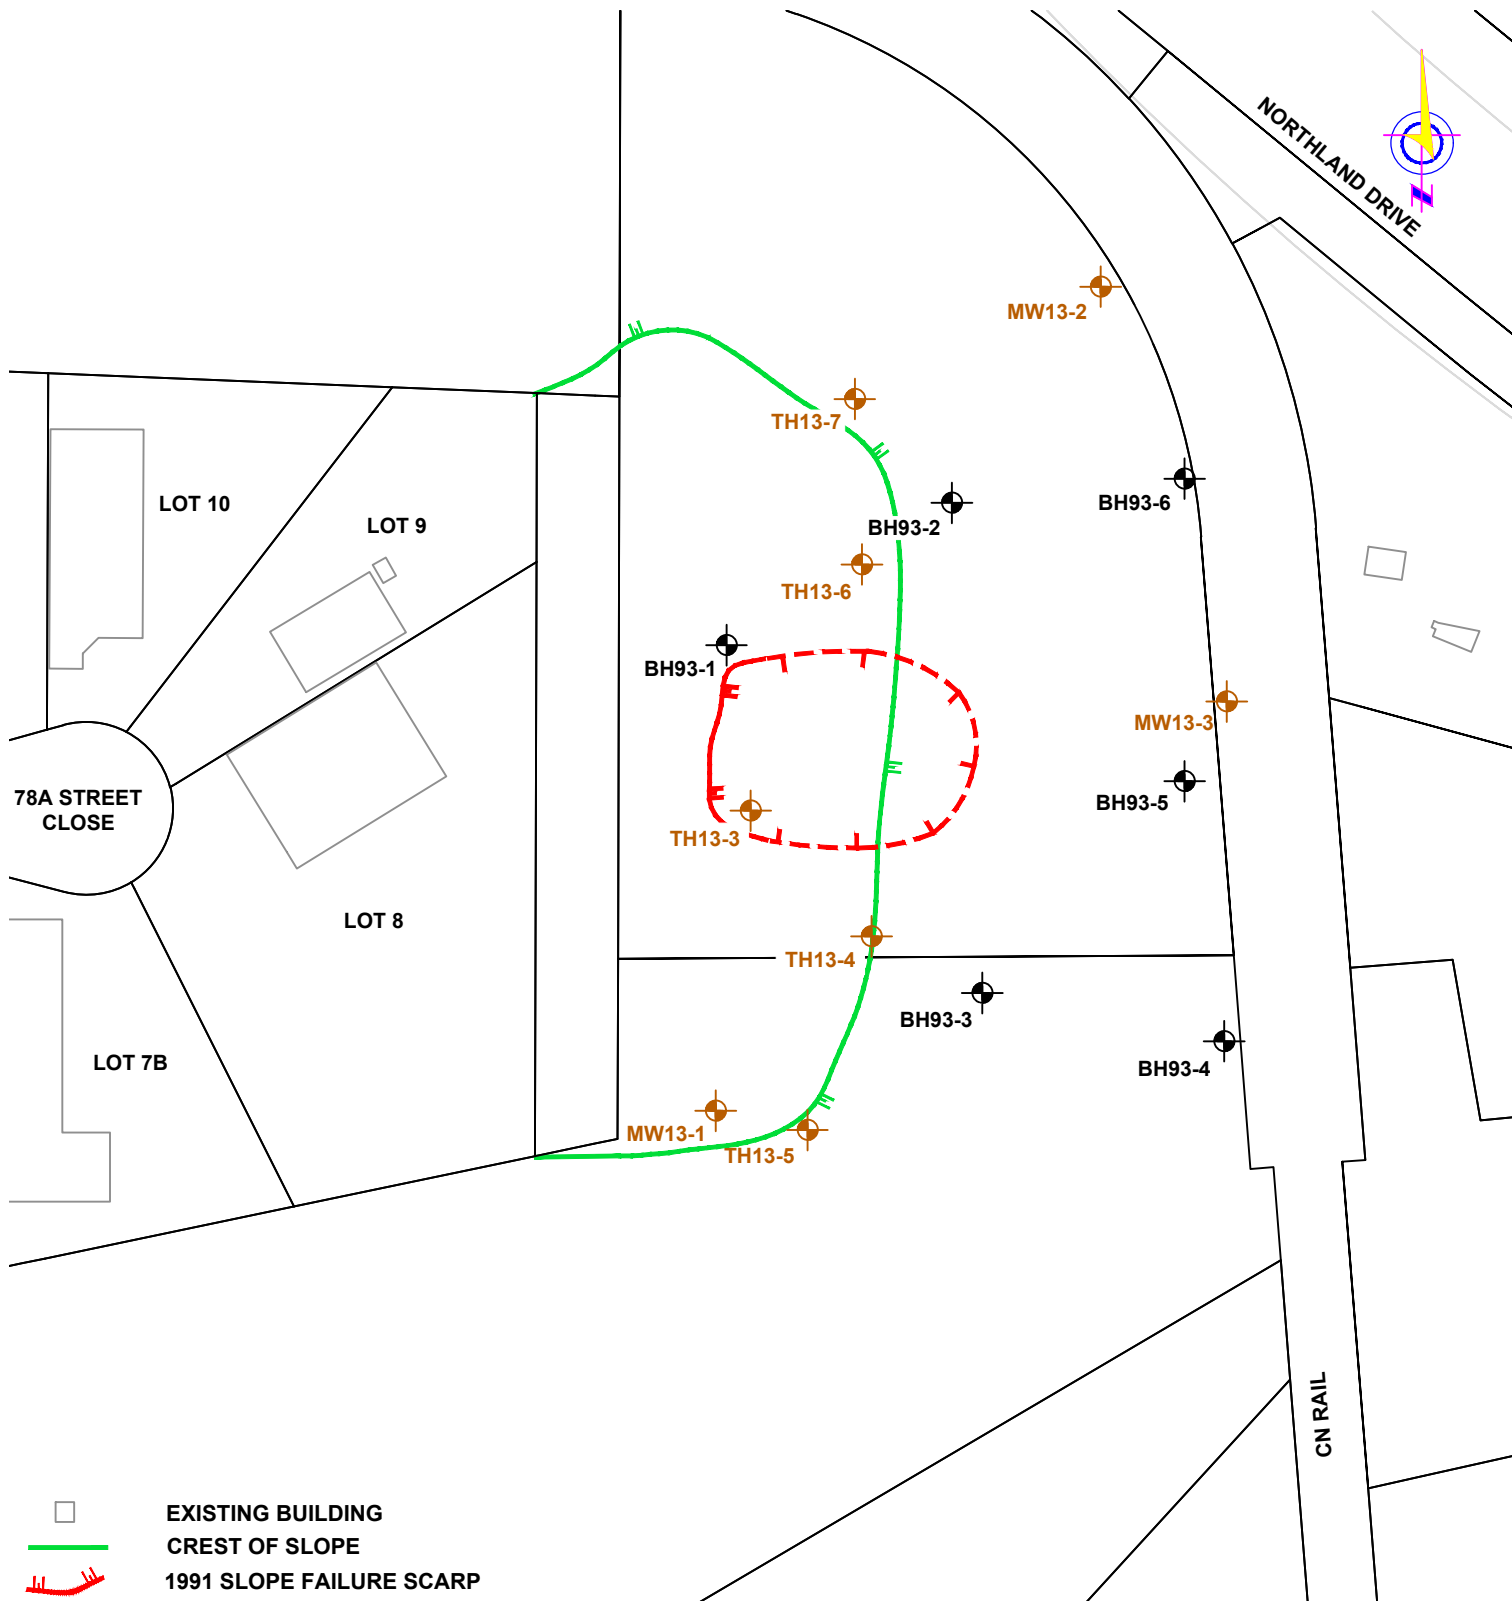 NORTHLAND DRIVE
N
MW13-2
TH13-7
LOT 10
LOT 9
BH93-2
BH93-6
TH13-6
BH93-1
MW13-3
78A STREET
CLOSE
BH93-5
TH13-3
LOT 8
TH13-4
BH93-3
LOT 7B
BH93-4
MW13-1
TH13-5
CN RAIL
EXISTING BUILDING
CREST OF SLOPE
1991 SLOPE FAILURE SCARP